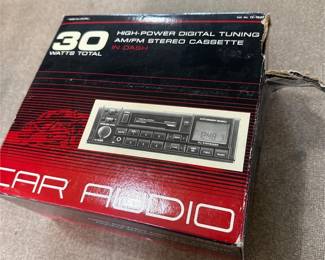 30
WATTS TOTAL
HIGH-POWER DIGITAL TUNING
AM/FM STEREO CASSETTE
IN DASH
CAR AUDIO